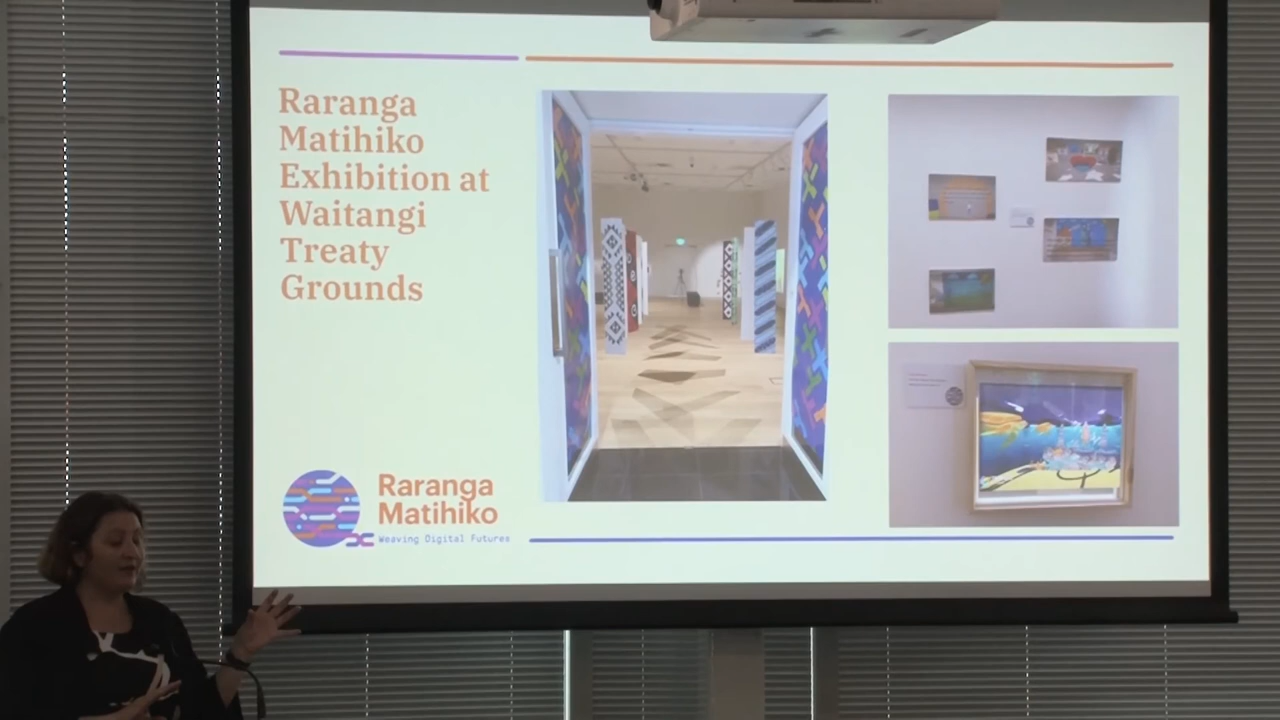 Raranga
Matihiko
Exhibition at
Waitangi
Treaty
Grounds
Raranga
Matihiko
Weaving Digital Futures